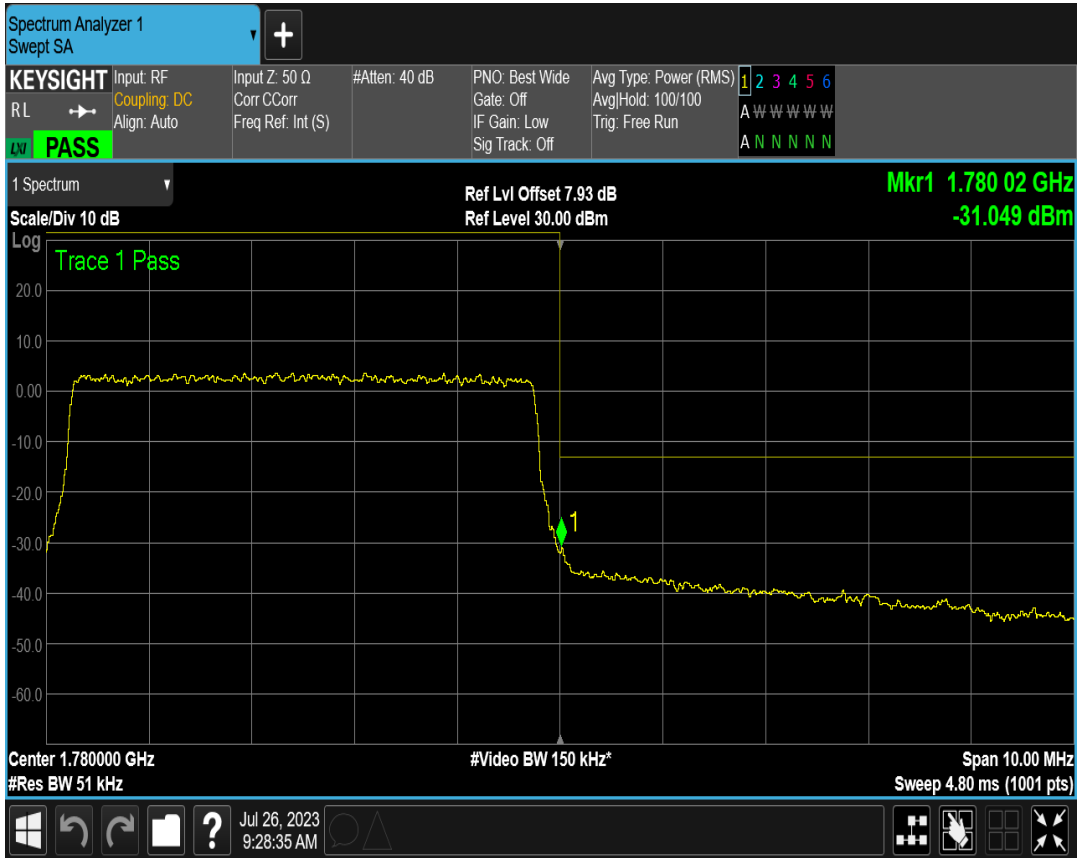 Spectrum Analyzer 1
Swept SA
+
KEYSIGHT
R L
LXI PASS
Input: RF
Coupling: DC
Align: Auto
Input Z: 50 Ω
Corr CCorr
Freq Ref: Int (S)
#Atten: 40 dB
PNO: Best Wide
Gate: Off
IF Gain: Low
Sig Track: Off
Avg Type: Power (RMS)
Avg|Hold: 100/100
Trig: Free Run
1 2 3 4 5 6
A W W W W W
A N N N N N
1 Spectrum
Scale/Div 10 dB
Ref Lvl Offset 7.93 dB
Ref Level 30.00 dBm
Mkr1 1.780 02 GHz
-31.049 dBm
Log
Trace 1 Pass
20.0
10.0
0.00
-10.0
-20.0
-30.0
-40.0
-50.0
-60.0
1
Center 1.780000 GHz
#Res BW 51 kHz
#Video BW 150 kHz*
Span 10.00 MHz
Sweep 4.80 ms (1001 pts)
?
Jul 26, 2023
9:28:35 AM